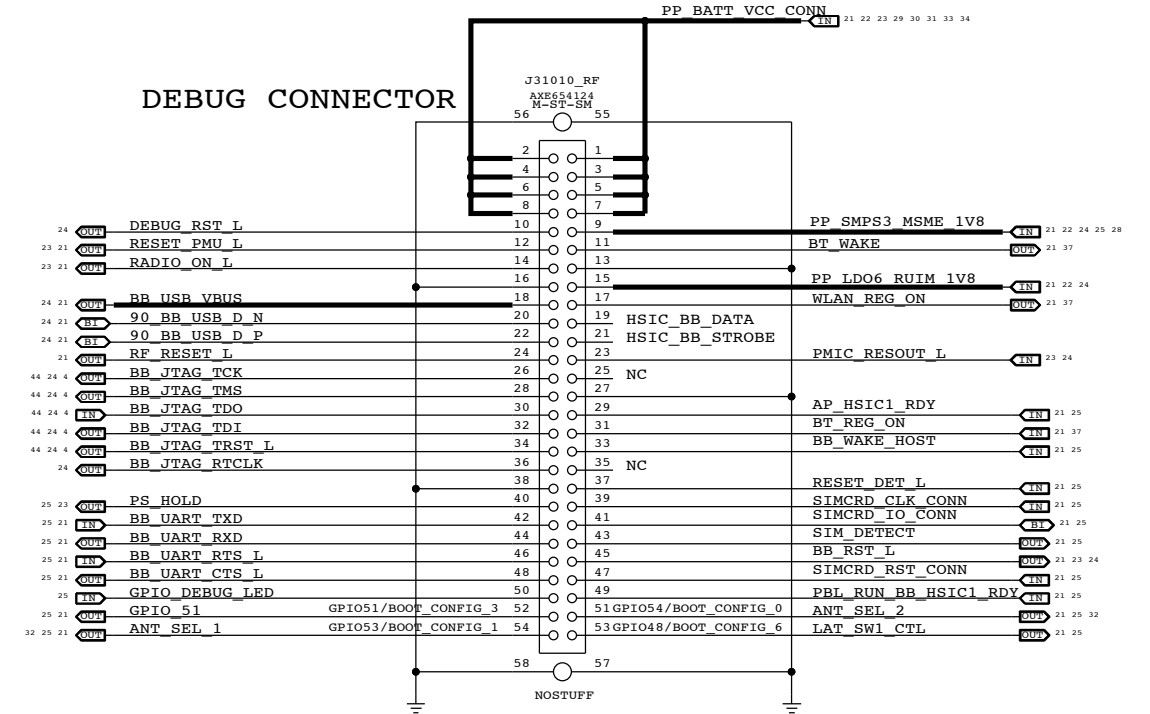 PP_BATT_VCC_CONN IN 21 22 23 29 30 31 33 34
J31010_RF
DEBUG CONNECTOR
AXE654124
M-ST-SM
56 55
2 1
4 3
6 5
8 7
24 OUT DEBUG_RST_L 10 9 PP_SMPS3_MSME_1V8 IN 21 22 24 25 28
23 21 OUT RESET_PMU_L 12 11 BT_WAKE OUT 21 37
23 21 OUT RADIO_ON_L 14 13
16 15 PP_LDO6_RUIM_1V8 IN 21 22 24
24 21 OUT BB_USB_VBUS 18 17 WLAN_REG_ON OUT 21 37
24 21 BI 90_BB_USB_D_N 20 19 HSIC_BB_DATA
24 21 BI 90_BB_USB_D_P 22 21 HSIC_BB_STROBE
21 OUT RF_RESET_L 24 23 PMIC_RESOUT_L IN 23 24
44 24 4 OUT BB_JTAG_TCK 26 25 NC
44 24 4 OUT BB_JTAG_TMS 28 27
44 24 4 IN BB_JTAG_TDO 30 29 AP_HSIC1_RDY IN 21 25
44 24 4 OUT BB_JTAG_TDI 32 31 BT_REG_ON IN 21 37
44 24 4 OUT BB_JTAG_TRST_L 34 33 BB_WAKE_HOST IN 21 25
24 OUT BB_JTAG_RTCLK 36 35 NC
38 37 RESET_DET_L IN 21 25
25 23 OUT PS_HOLD 40 39 SIMCRD_CLK_CONN IN 21 25
25 21 IN BB_UART_TXD 42 41 SIMCRD_IO_CONN BI 21 25
25 21 OUT BB_UART_RXD 44 43 SIM_DETECT OUT 21 25
25 21 IN BB_UART_RTS_L 46 45 BB_RST_L OUT 21 23 24
25 21 OUT BB_UART_CTS_L 48 47 SIMCRD_RST_CONN IN 21 25
25 IN GPIO_DEBUG_LED 50 49 PBL_RUN_BB_HSIC1_RDY IN 21 25
25 21 OUT GPIO_51 GPIO51/BOOT_CONFIG_3 52 51 GPIO54/BOOT_CONFIG_0 ANT_SEL_2 OUT 21 25 32
32 25 21 OUT ANT_SEL_1 GPIO53/BOOT_CONFIG_1 54 53 GPIO48/BOOT_CONFIG_6 LAT_SW1_CTL OUT 21 25
58 57
NOSTUFF